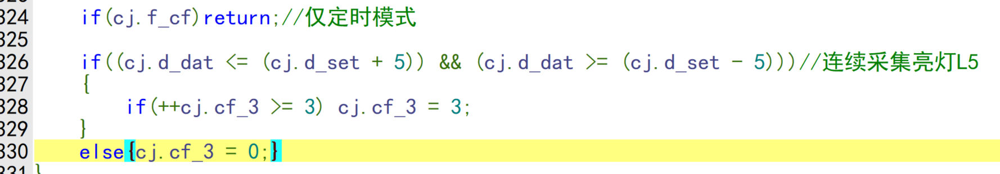 324 if(cj.f_cf)return;//仅定时模式
325
326 if((cj.d_dat <= (cj.d_set + 5)) && (cj.d_dat >= (cj.d_set - 5)))//连续采集亮灯L5
327 {
328 if(++cj.cf_3 >= 3) cj.cf_3 = 3;
329 }
330 else{cj.cf_3 = 0;}
331 }